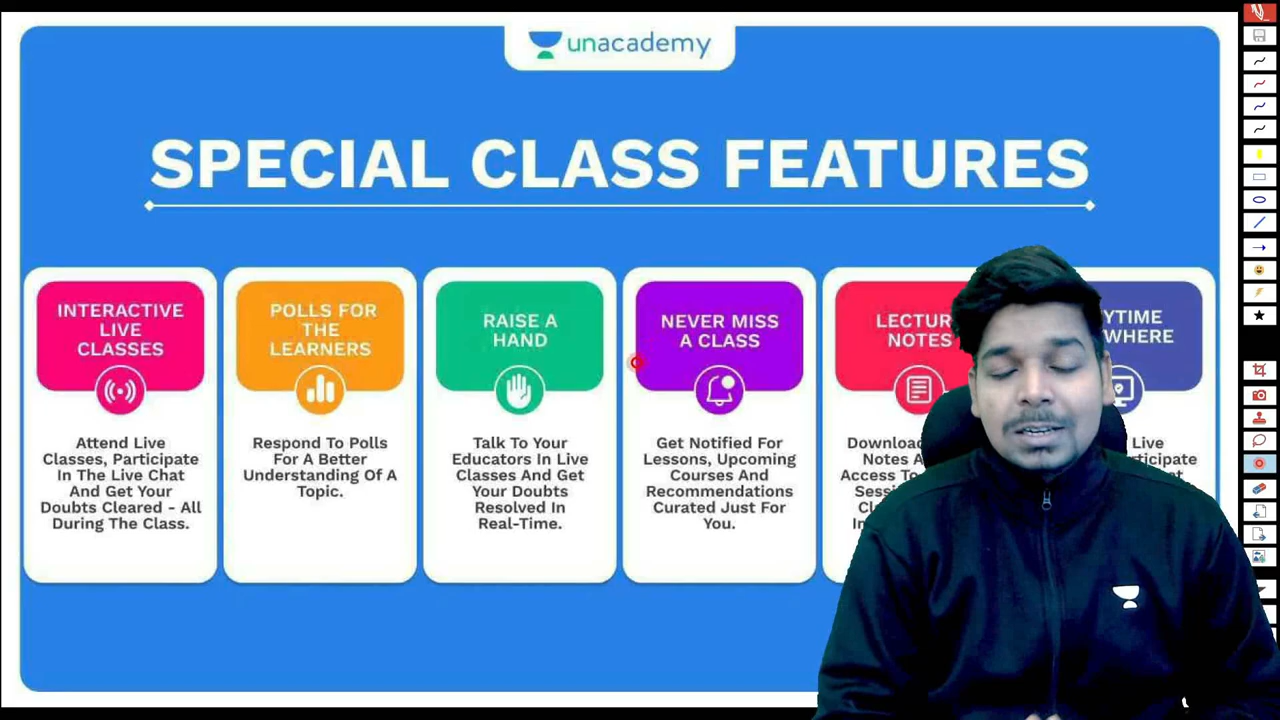 unacademy
SPECIAL CLASS FEATURES
INTERACTIVE
LIVE
CLASSES
Attend Live
Classes, Participate
In The Live Chat
And Get Your
Doubts Cleared - All
During The Class.
POLLS FOR
THE
LEARNERS
Respond To Polls
For A Better
Understanding Of A
Topic.
RAISE A
HAND
Talk To Your
Educators In Live
Classes And Get
Your Doubts
Resolved In
Real-Time.
NEVER MISS
A CLASS
Get Notified For
Lessons, Upcoming
Courses And
Recommendations
Curated Just For
You.
LECTUR
NOTES
Download
Notes
Access To
YTIME
WHERE
Live